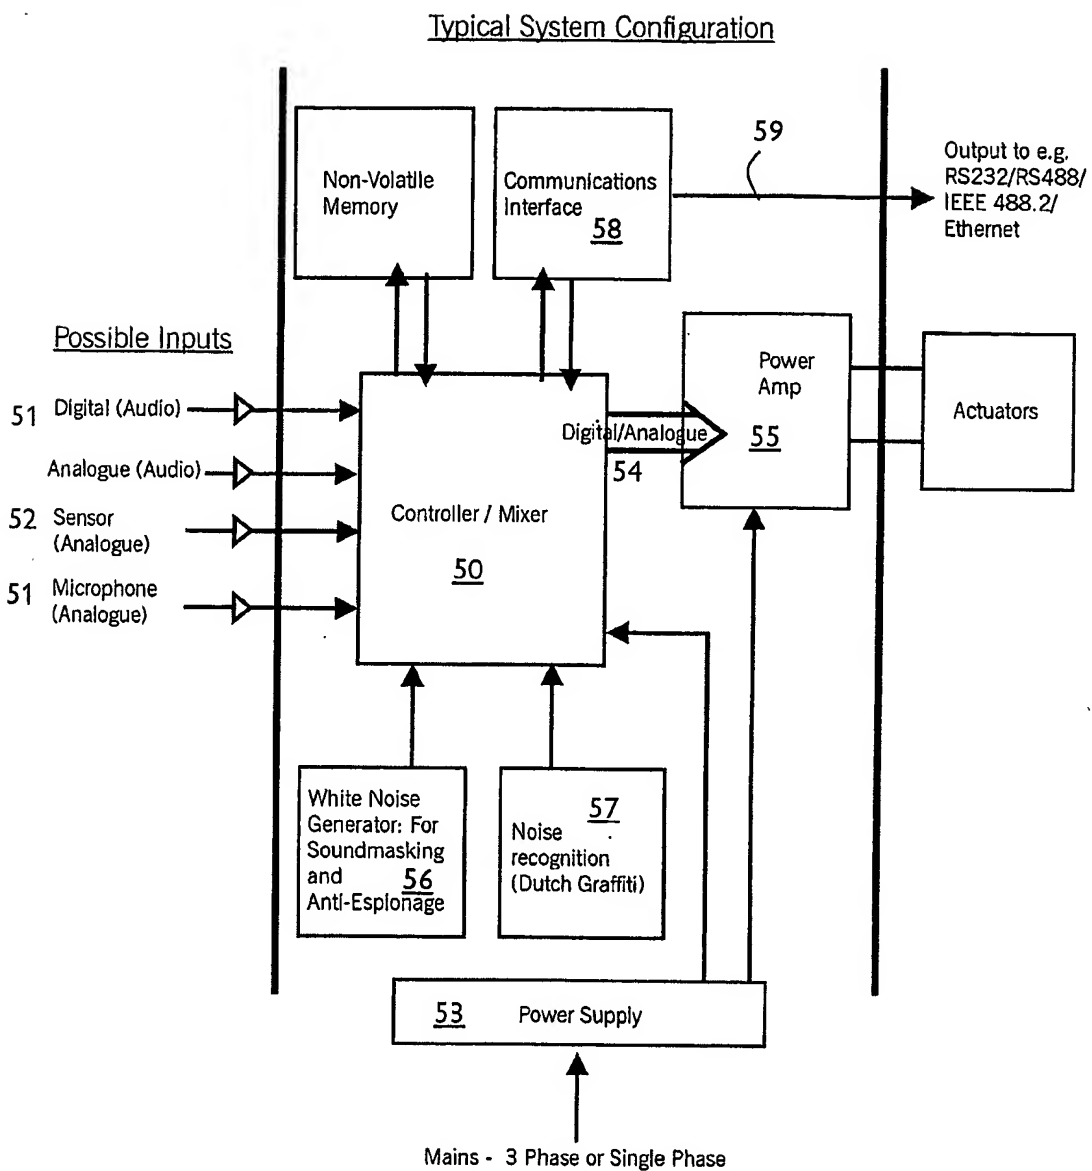 Typical System Configuration
Non-Volatile
Memory
Communications
Interface
58
59
Output to e.g.
RS232/RS488/
IEEE 488.2/
Ethernet
Possible Inputs
51 Digital (Audio)
Analogue (Audio)
52 Sensor
(Analogue)
51 Microphone
(Analogue)
Controller / Mixer
50
Digital/Analogue
54
Power
Amp
55
Actuators
White Noise
Generator: For
Soundmasking
and 56
Anti-Espionage
57
Noise
recognition
(Dutch Graffiti)
53 Power Supply
Mains - 3 Phase or Single Phase